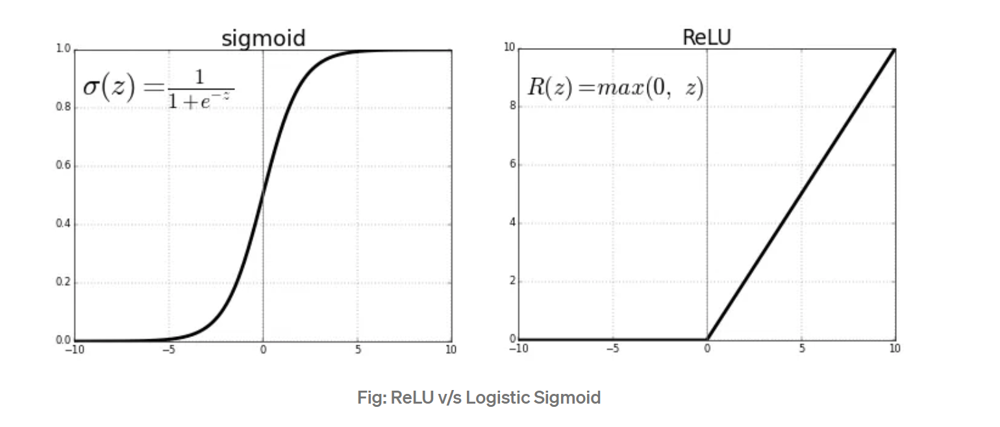 sigmoid
σ(z) = 1 / (1 + e^{-z})
1.0
0.8
0.6
0.4
0.2
0.0
−10 −5 0 5 10
ReLU
R(z) = max(0, z)
10
8
6
4
2
0
−10 −5 0 5 10
Fig: ReLU v/s Logistic Sigmoid